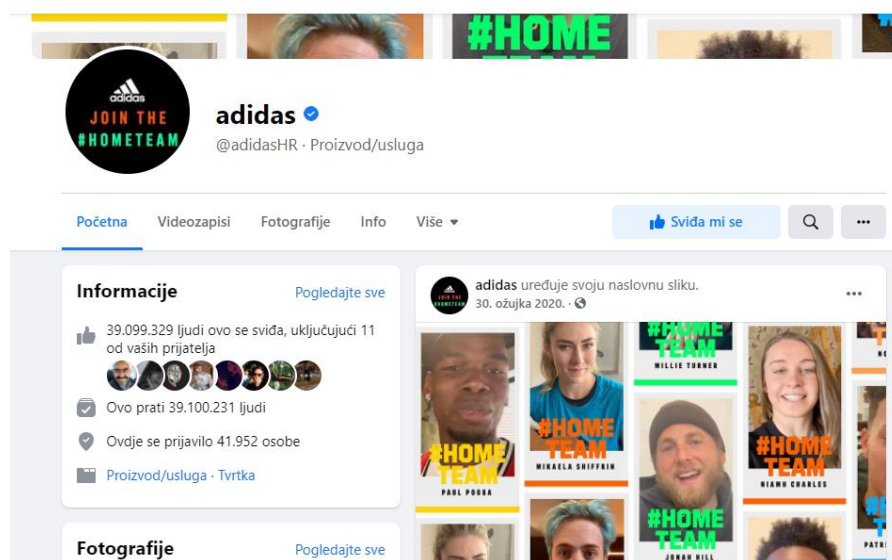 #HOME
TEAM
adidas
JOIN THE
#HOMETEAM
adidas
@adidasHR · Proizvod/usluga
Početna Videozapisi Fotografije Info Više
Sviđa mi se
Informacije
Pogledajte sve
39.099.329 ljudi ovo se sviđa, uključujući 11
od vaših prijatelja
Ovo prati 39.100.231 ljudi
Ovdje se prijavilo 41.952 osobe
Proizvod/usluga · Tvrtka
Fotografije
Pogledajte sve
adidas uređuje svoju naslovnu sliku.
30. ožujka 2020. ·
#HOME
TEAM
PAUL POGBA
#HOME
TEAM
MIKAELA SHIFFRIN
#HOME
TEAM
MILLIE TURNER
#HOME
TEAM
JONAH HILL
#HOME
TEAM
NIAMH CHARLES